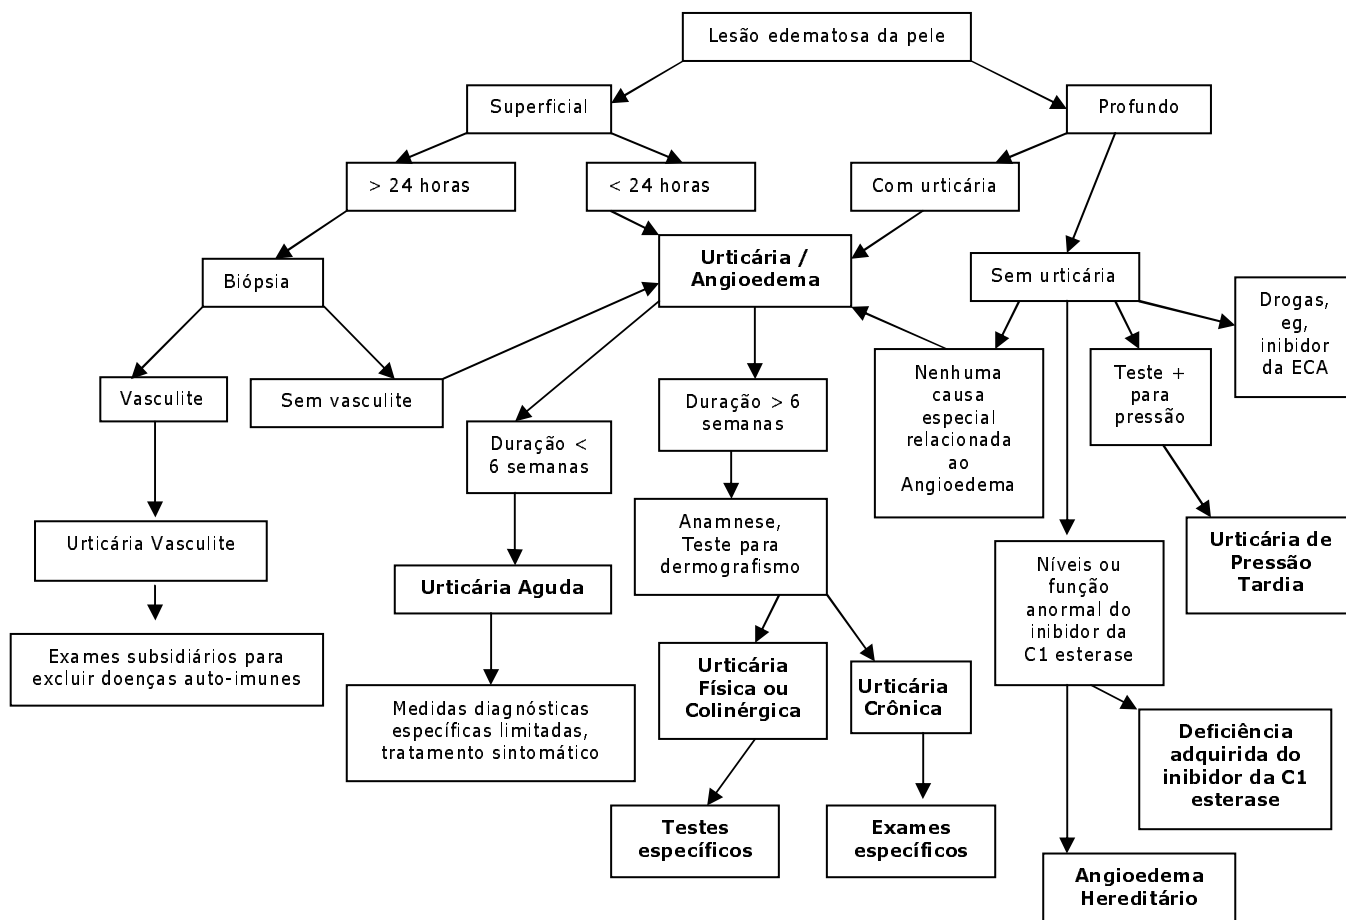 Lesão edematosa da pele
Superficial
Profundo
> 24 horas
< 24 horas
Com urticária
Urticária /
Angioedema
Biópsia
Sem urticária
Drogas,
eg,
inibidor
da ECA
Vasculite
Sem vasculite
Duração <
6 semanas
Duração > 6
semanas
Nenhuma
causa
especial
relacionada
ao
Angioedema
Teste +
para
pressão
Urticária Vasculite
Urticária Aguda
Anamnese,
Teste para
dermografismo
Níveis ou
função
anormal do
inibidor da
C1 esterase
Urticária de
Pressão
Tardia
Exames subsidiários para
excluir doenças auto-imunes
Medidas diagnósticas
específicas limitadas,
tratamento sintomático
Urticária
Física ou
Colinérgica
Urticária
Crônica
Deficiência
adquirida do
inibidor da C1
esterase
Testes
específicos
Exames
específicos
Angioedema
Hereditário